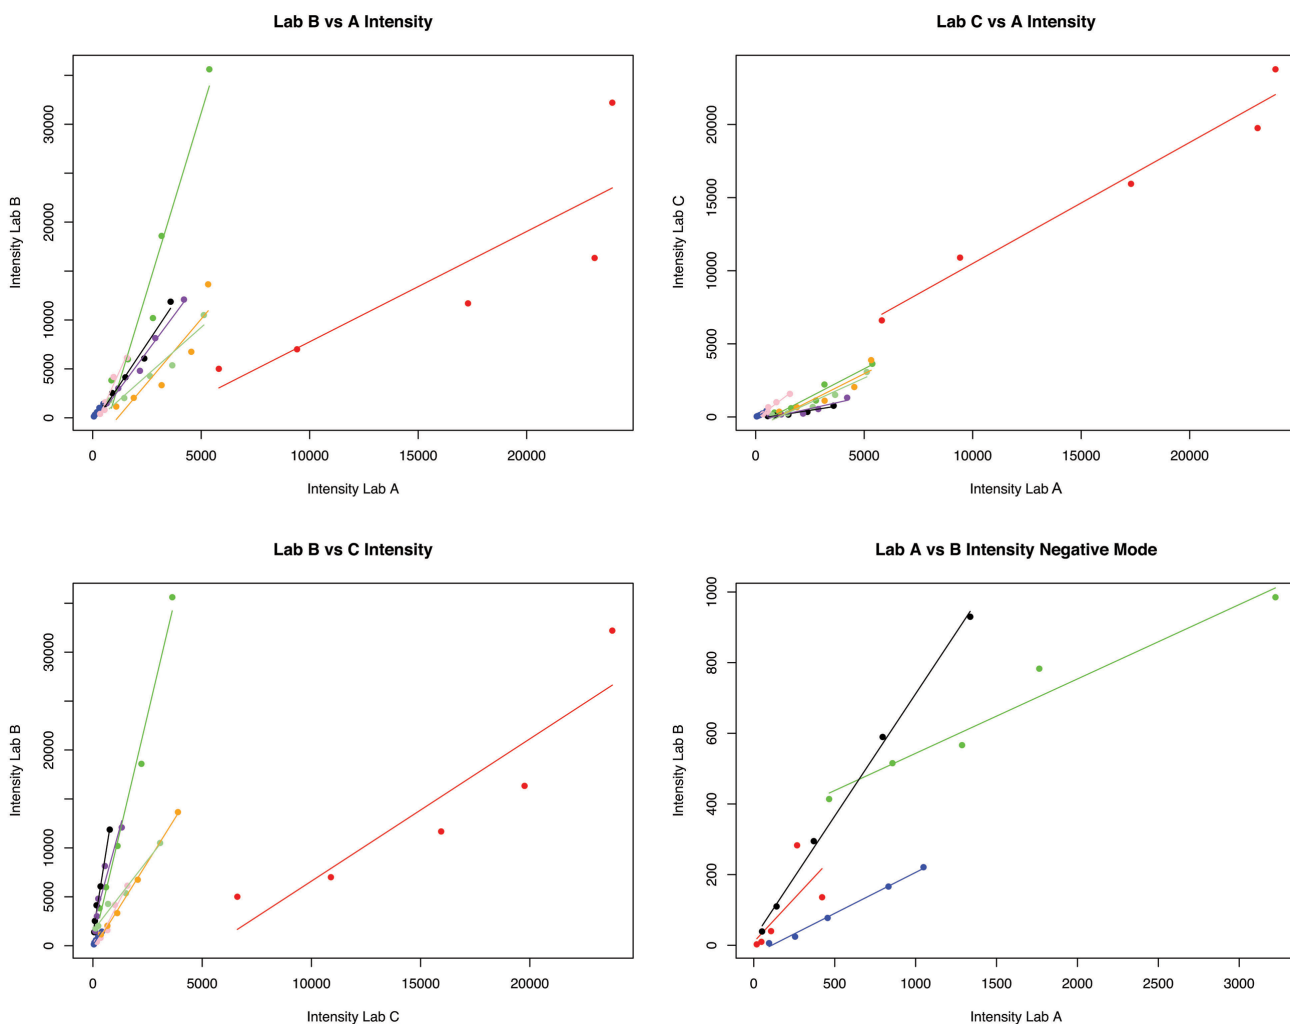 Lab B vs A Intensity
Intensity Lab B
30000
20000
10000
5000
0
0 5000 10000 15000 20000
Intensity Lab A
Lab C vs A Intensity
Intensity Lab C
20000
15000
10000
5000
0
0 5000 10000 15000 20000
Intensity Lab A
Lab B vs C Intensity
Intensity Lab B
30000
20000
10000
5000
0
0 5000 10000 15000 20000
Intensity Lab C
Lab A vs B Intensity Negative Mode
Intensity Lab B
1000
800
600
400
200
0
0 500 1000 1500 2000 2500 3000
Intensity Lab A